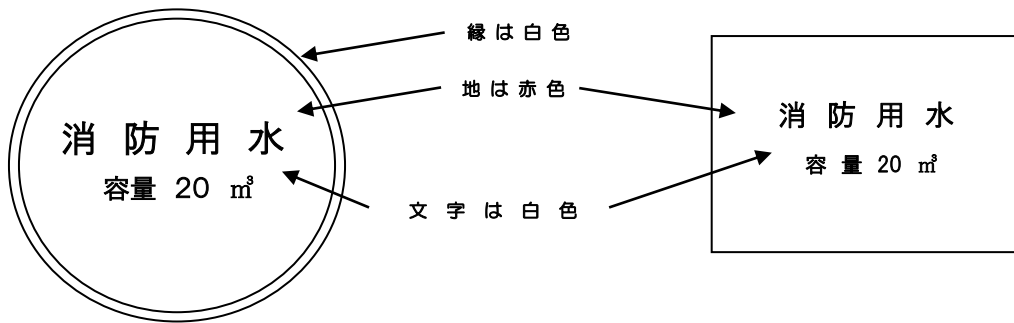 縁は白色
地は赤色
消防用水
容量 20 ㎥
文字は白色
消防用水
容量 20 ㎥